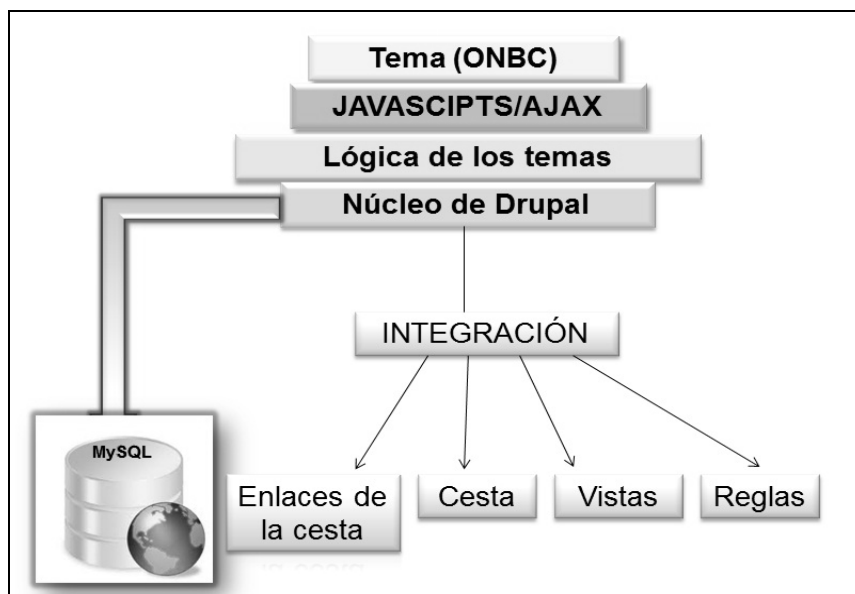 Tema (ONBC)
JAVASCIPTS/AJAX
Lógica de los temas
Núcleo de Drupal
INTEGRACIÓN
MySQL
Enlaces de
la cesta
Cesta
Vistas
Reglas